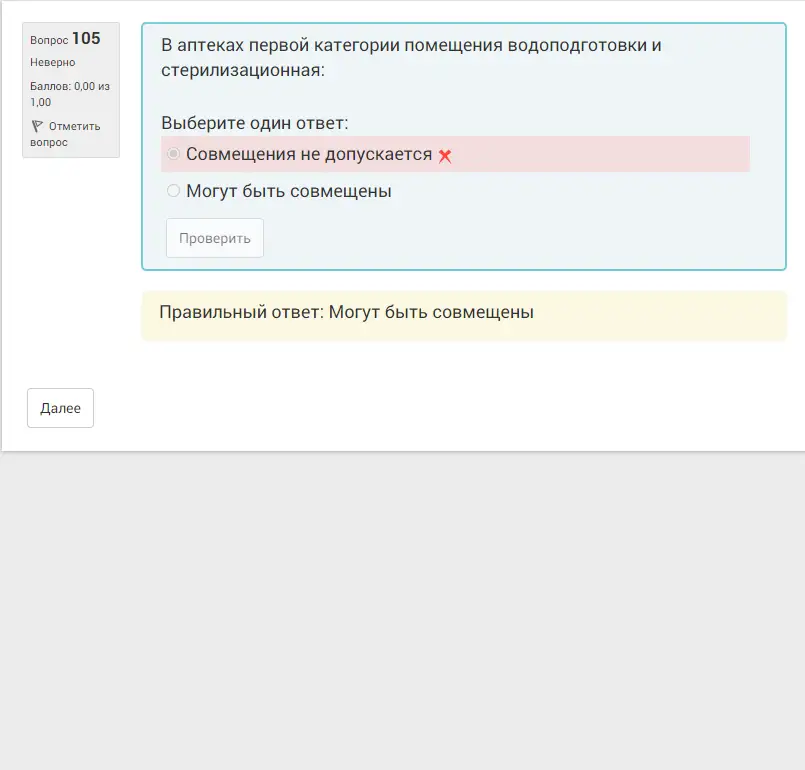 Вопрос 105
Неверно
Баллов: 0,00 из
1,00
Отметить
вопрос
В аптеках первой категории помещения водоподготовки и
стерилизационная:
Выберите один ответ:
Совмещения не допускается
Могут быть совмещены
Проверить
Правильный ответ: Могут быть совмещены
Далее